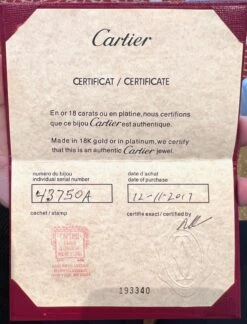 Cartier
CERTIFICAT / CERTIFICATE
En or 18 carats ou en platine, nous certifions
que ce bijou Cartier est authentique.
Made in 18K gold or in platinum, we certify
that this is an authentic Cartier jewel.
numero du bijou
individual serial number
date d'achat
date of purchase
43750A
12-11-2017
cachet / stamp
certifié exact / certified by
193340